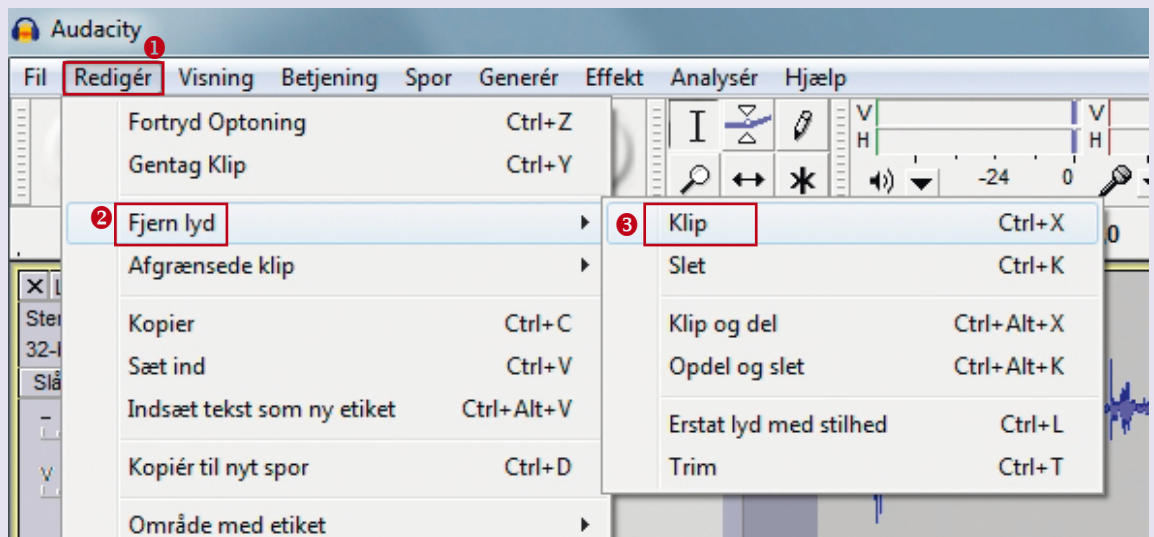 Audacity
1
Fil Redigér Visning Betjening Spor Generér Effekt Analysér Hjælp
Fortryd Optoning Ctrl+Z
Gentag Klip Ctrl+Y
2 Fjern lyd
Afgrænsede klip
Kopier Ctrl+C
Sæt ind Ctrl+V
Indsæt tekst som ny etiket Ctrl+Alt+V
Kopiér til nyt spor Ctrl+D
Område med etiket
V V
H H
-24 0
3 Klip Ctrl+X
Slet Ctrl+K
Klip og del Ctrl+Alt+X
Opdel og slet Ctrl+Alt+K
Erstat lyd med stilhed Ctrl+L
Trim Ctrl+T